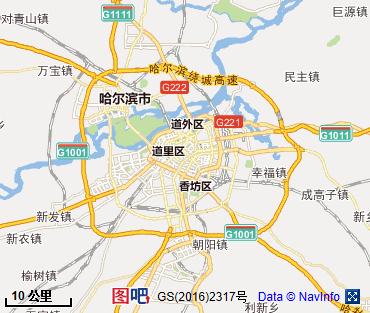 G1111
对青山镇
巨源镇
万宝镇
哈尔滨绕城高速
民主镇
G222
哈尔滨市
道外区
G221
G1011
G1001
道里区
幸福镇
香坊区
成高子镇
新发镇
新农镇
G1001
朝阳镇
榆树镇
10 公里
图吧
GS(2016)2317号
Data © NavInfo
利新乡